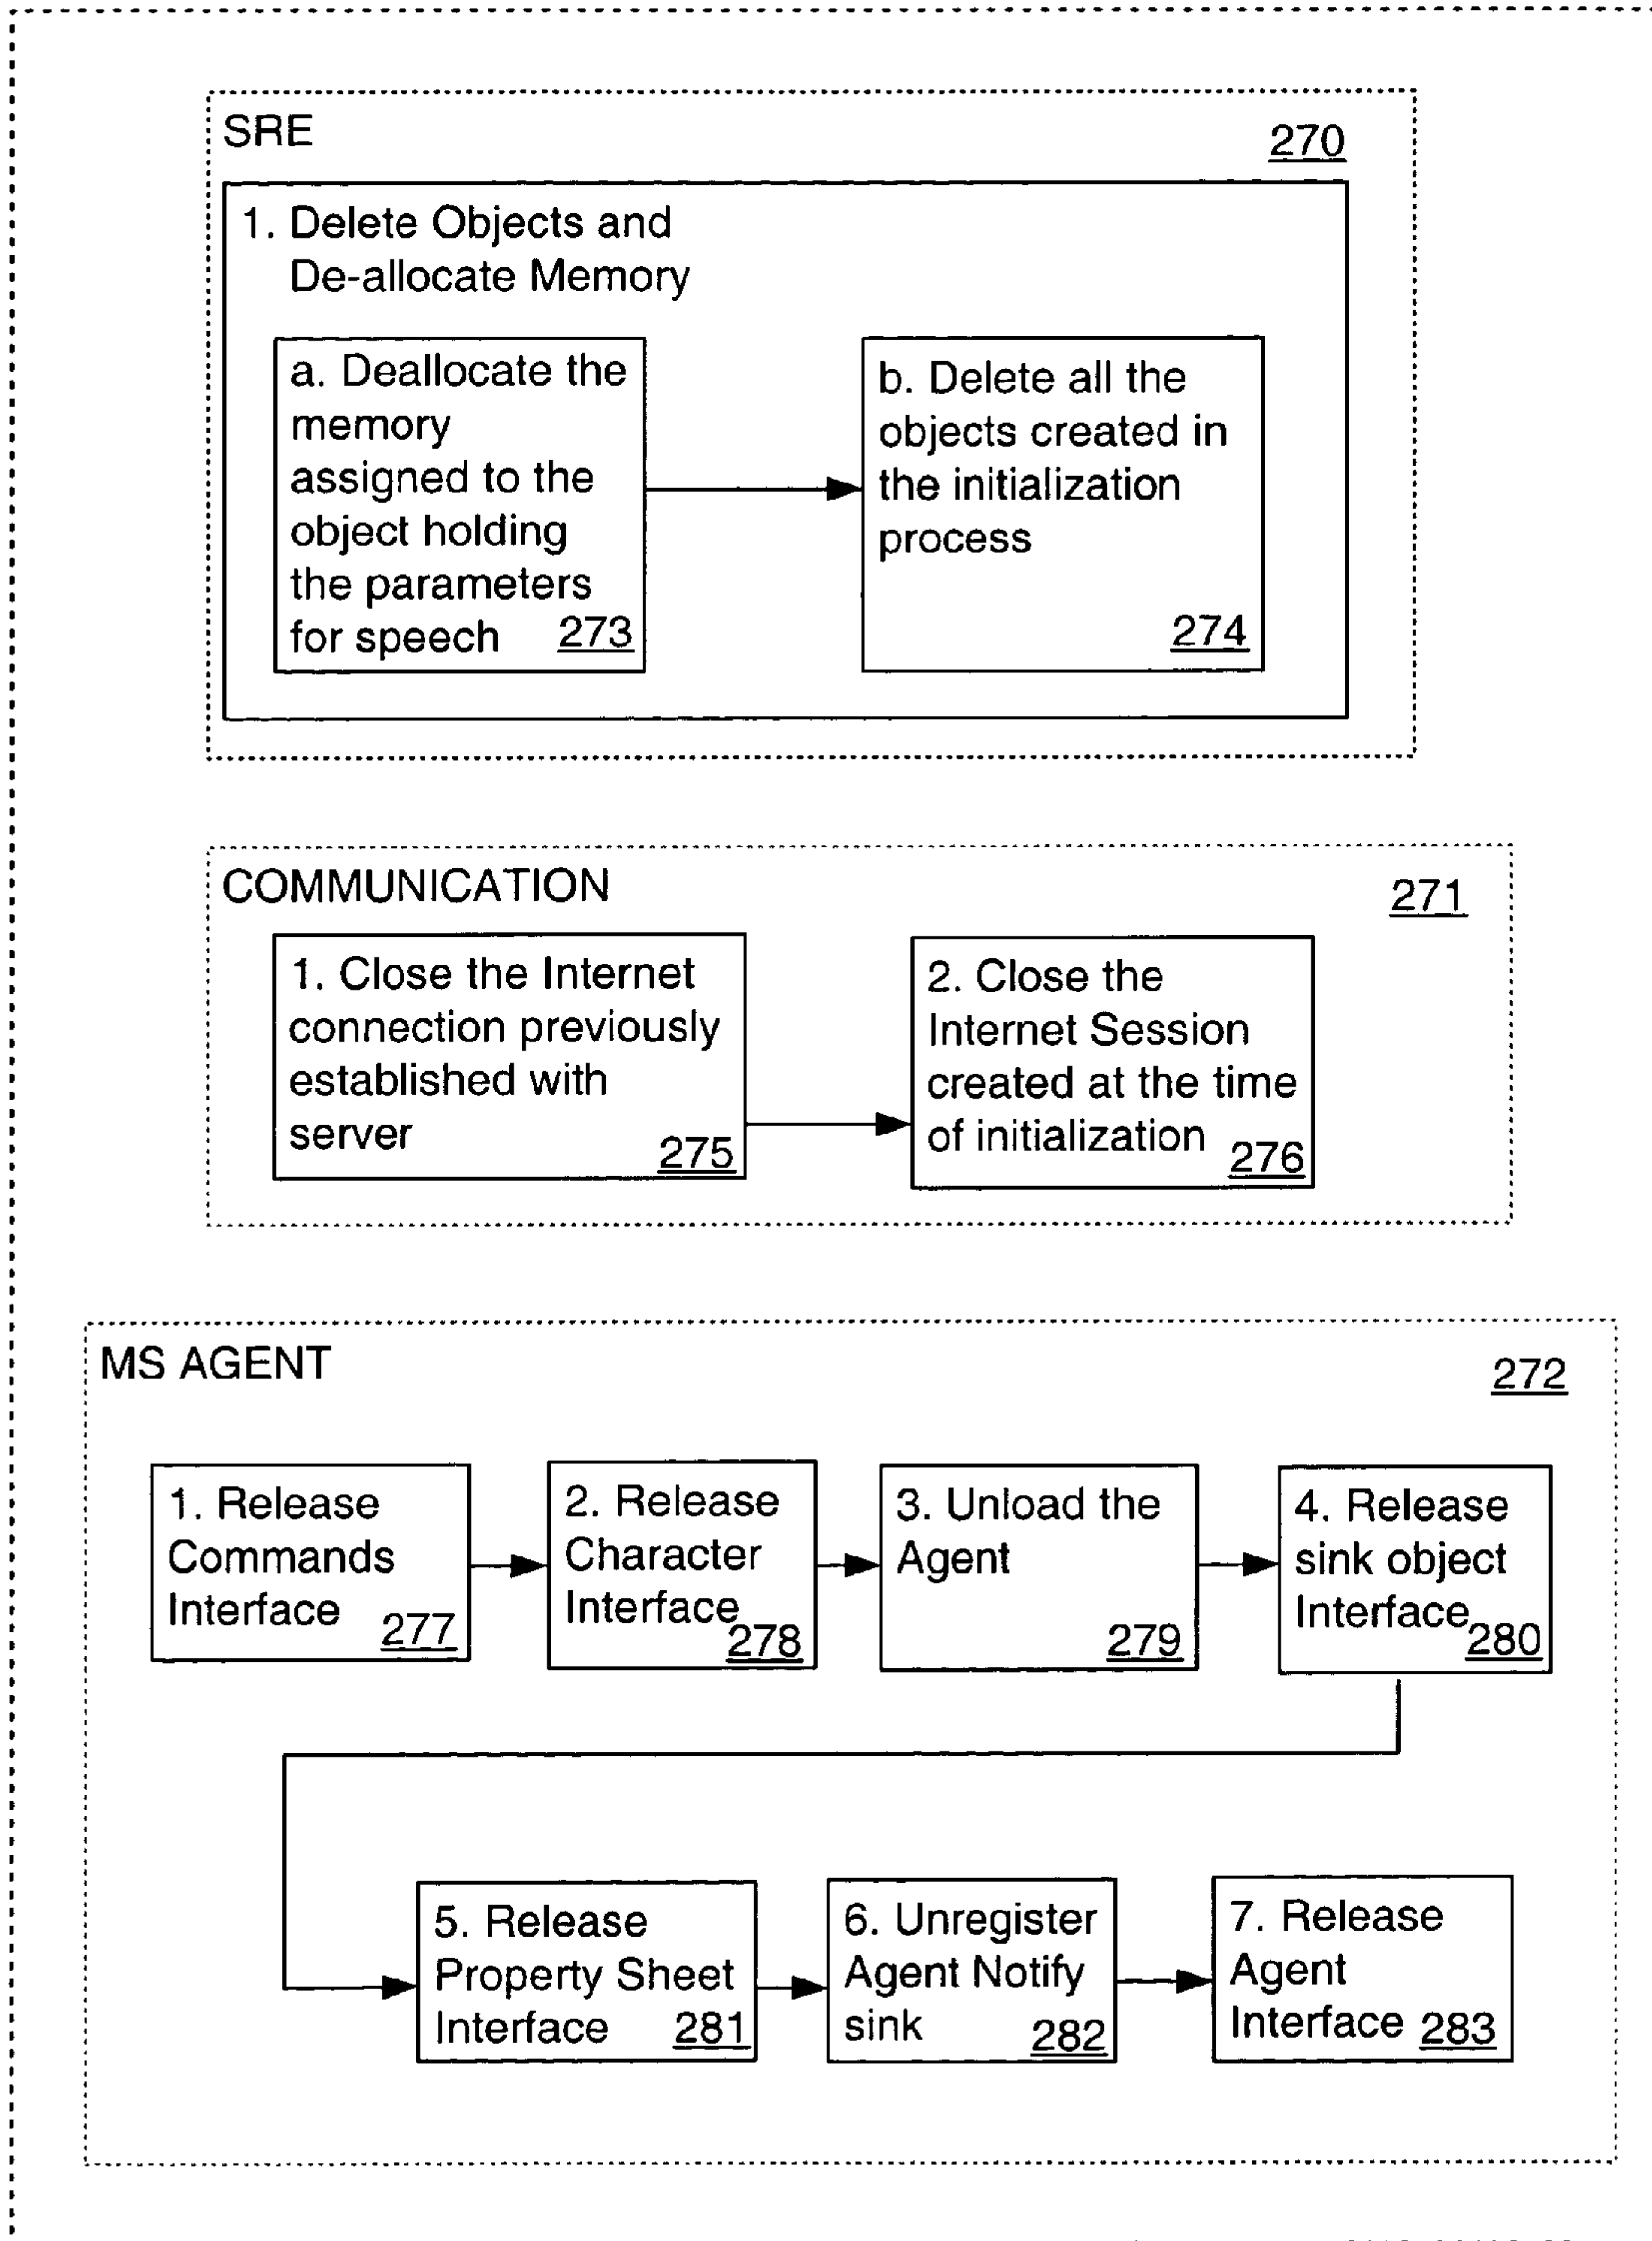 SRE
270
1. Delete Objects and
De-allocate Memory
a. Deallocate the
memory
assigned to the
object holding
the parameters
for speech 273
b. Delete all the
objects created in
the initialization
process
274
COMMUNICATION
271
1. Close the Internet
connection previously
established with
server
275
2. Close the
Internet Session
created at the time
of initialization
276
MS AGENT
272
1. Release
Commands
Interface
277
2. Release
Character
Interface
278
3. Unload the
Agent
279
4. Release
sink object
Interface
280
5. Release
Property Sheet
Interface 281
6. Unregister
Agent Notify
sink
282
7. Release
Agent
Interface 283